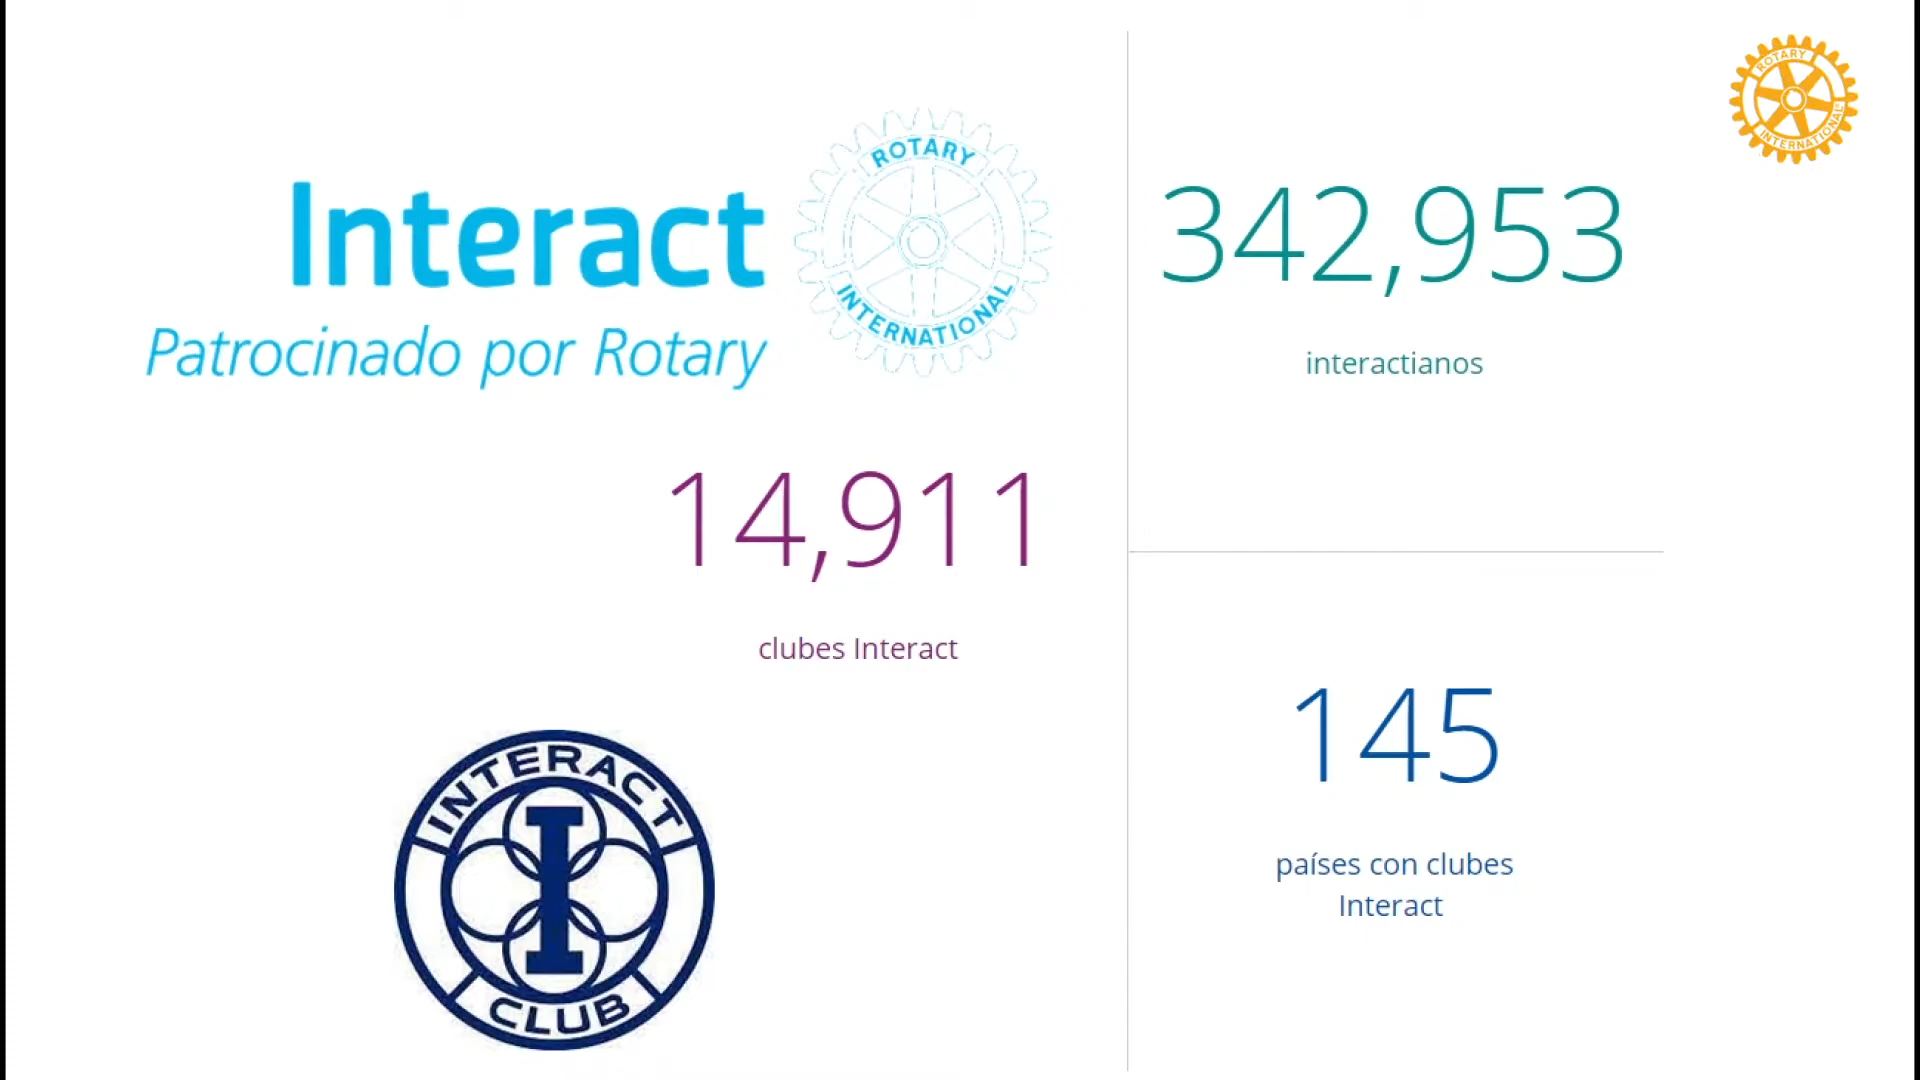 Interact
Patrocinado por Rotary
ROTARY
INTERNATIONAL
14,911
clubes Interact
INTERACT
CLUB
I
ROTARY
INTERNATIONAL
342,953
interactianos
145
países con clubes
Interact